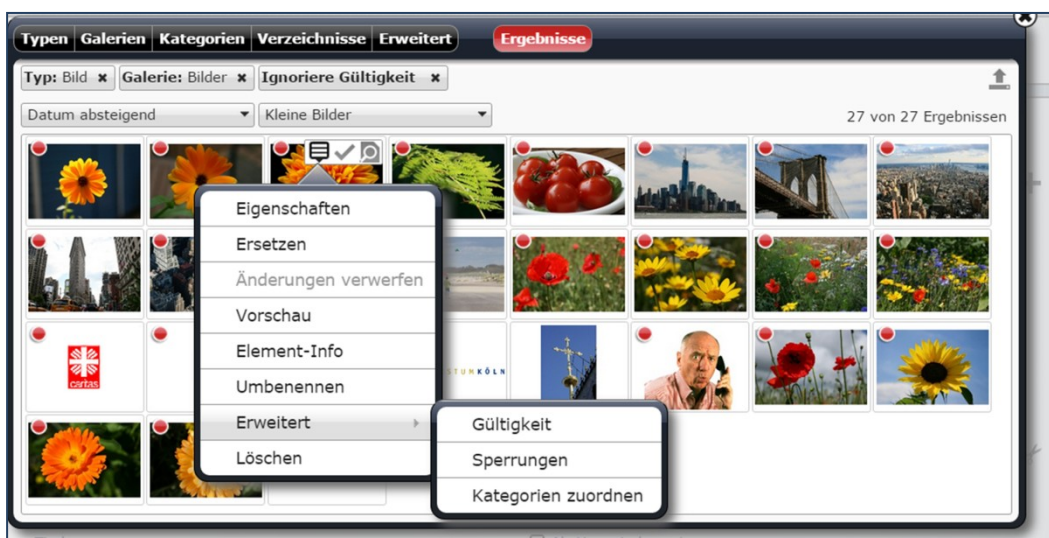 Typen Galerien Kategorien Verzeichnisse Erweitert Ergebnisse
Typ: Bild × Galerie: Bilder × Ignoriere Gültigkeit ×
Datum absteigend Kleine Bilder 27 von 27 Ergebnissen
Eigenschaften
Ersetzen
Änderungen verwerfen
Vorschau
Element-Info
Umbenennen
Erweitert
Löschen
caritas
KÖLN
Gültigkeit
Sperrungen
Kategorien zuordnen